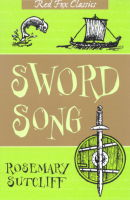 Red Fox Classics
SWORD
SONG
ROSEMARY
SUTCLIFF